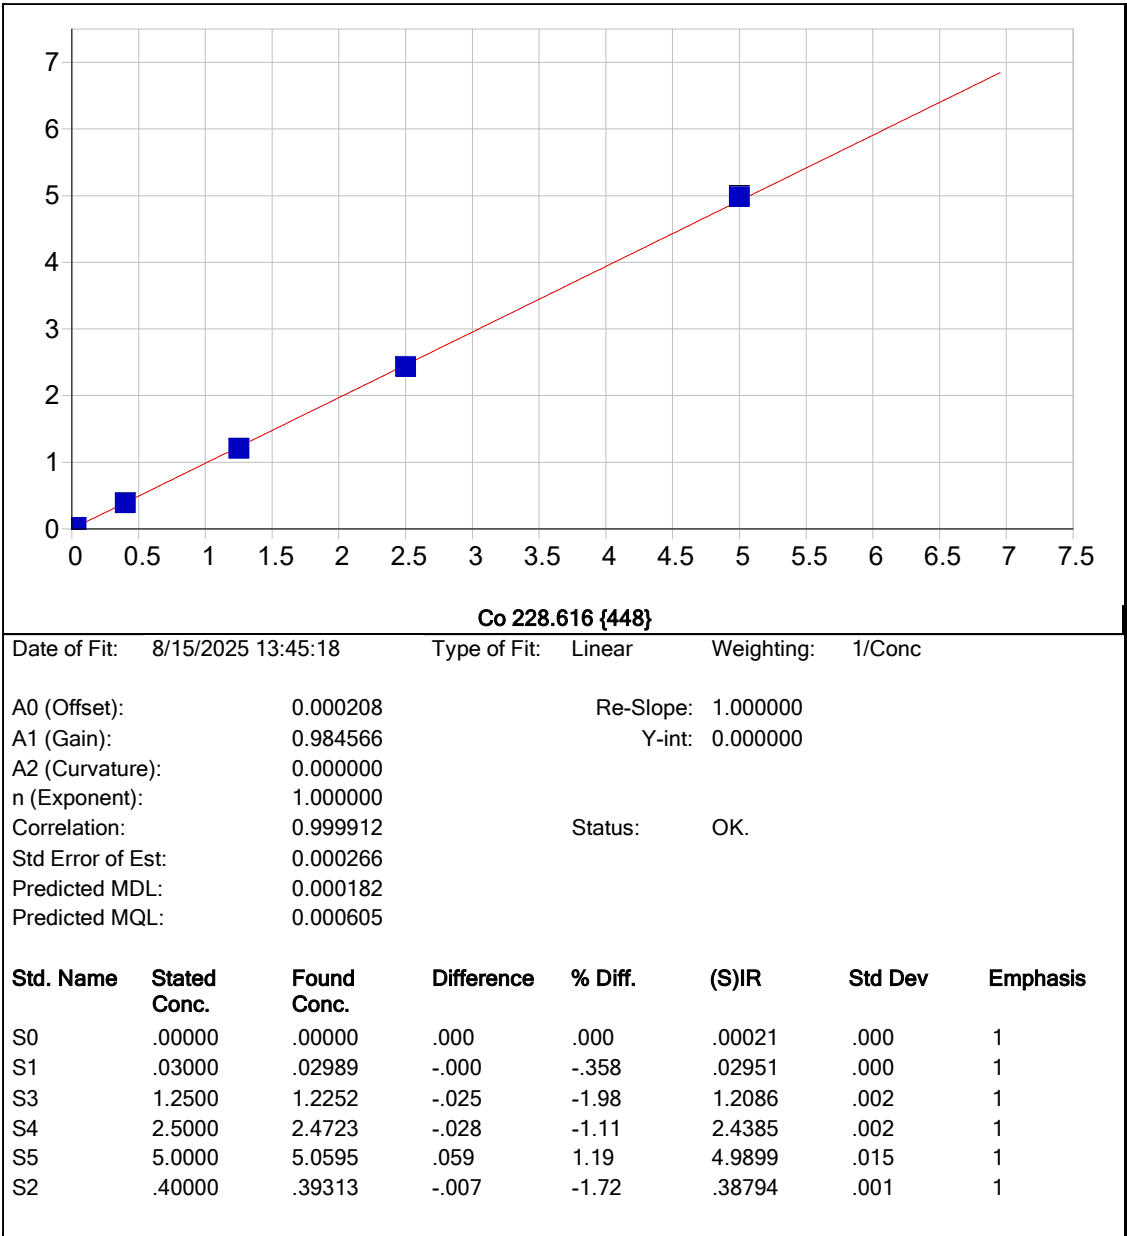 7
6
5
4
3
2
1
0
0 0.5 1 1.5 2 2.5 3 3.5 4 4.5 5 5.5 6 6.5 7 7.5
Co 228.616 {448}
Date of Fit: 8/15/2025 13:45:18 Type of Fit: Linear Weighting: 1/Conc
A0 (Offset): 0.000208 Re-Slope: 1.000000
A1 (Gain): 0.984566 Y-int: 0.000000
A2 (Curvature): 0.000000
n (Exponent): 1.000000
Correlation: 0.999912 Status: OK.
Std Error of Est: 0.000266
Predicted MDL: 0.000182
Predicted MQL: 0.000605
Std. Name Stated Found Difference % Diff. (S)IR Std Dev Emphasis
Conc. Conc.
S0 .00000 .00000 .000 .000 .00021 .000 1
S1 .03000 .02989 -.000 -.358 .02951 .000 1
S3 1.2500 1.2252 -.025 -1.98 1.2086 .002 1
S4 2.5000 2.4723 -.028 -1.11 2.4385 .002 1
S5 5.0000 5.0595 .059 1.19 4.9899 .015 1
S2 .40000 .39313 -.007 -1.72 .38794 .001 1